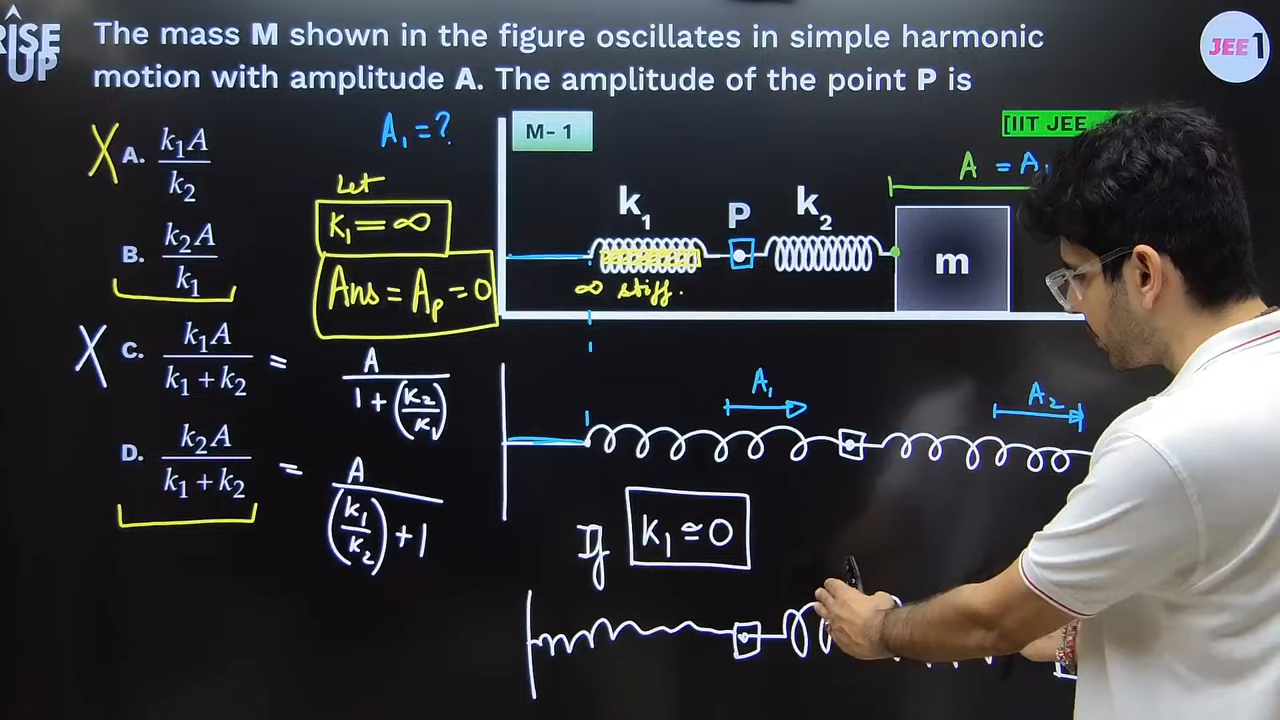 RISE
UP
The mass M shown in the figure oscillates in simple harmonic
motion with amplitude A. The amplitude of the point P is
JEE 1
[IIT JEE
A₁ = ?
M- 1
X A. k₁A / k₂
B. k₂A / k₁
X C. k₁A / k₁ + k₂ = A / 1 + (K₂ / K₁)
D. k₂A / k₁ + k₂ = A / (K₁ / K₂) + 1
Let
K₁ = ∞
Ans = Aₚ = 0
A = A₁
k₁
P
k₂
m
∞ stiff.
A₁
A₂
If K₁ ≃ 0